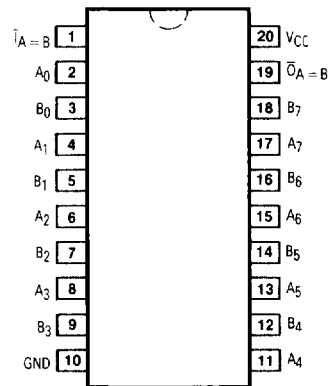 I̅A = B 1 20 VCC
A0 2 19 O̅A = B
B0 3 18 B7
A1 4 17 A7
B1 5 16 B6
A2 6 15 A6
B2 7 14 B5
A3 8 13 A5
B3 9 12 B4
GND 10 11 A4